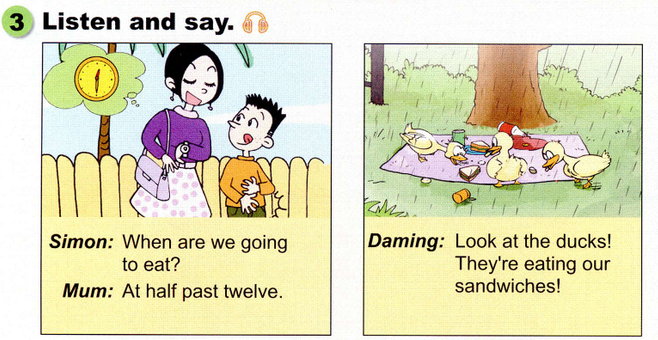 3 Listen and say.
Simon: When are we going
to eat?
Mum: At half past twelve.
Daming: Look at the ducks!
They're eating our
sandwiches!